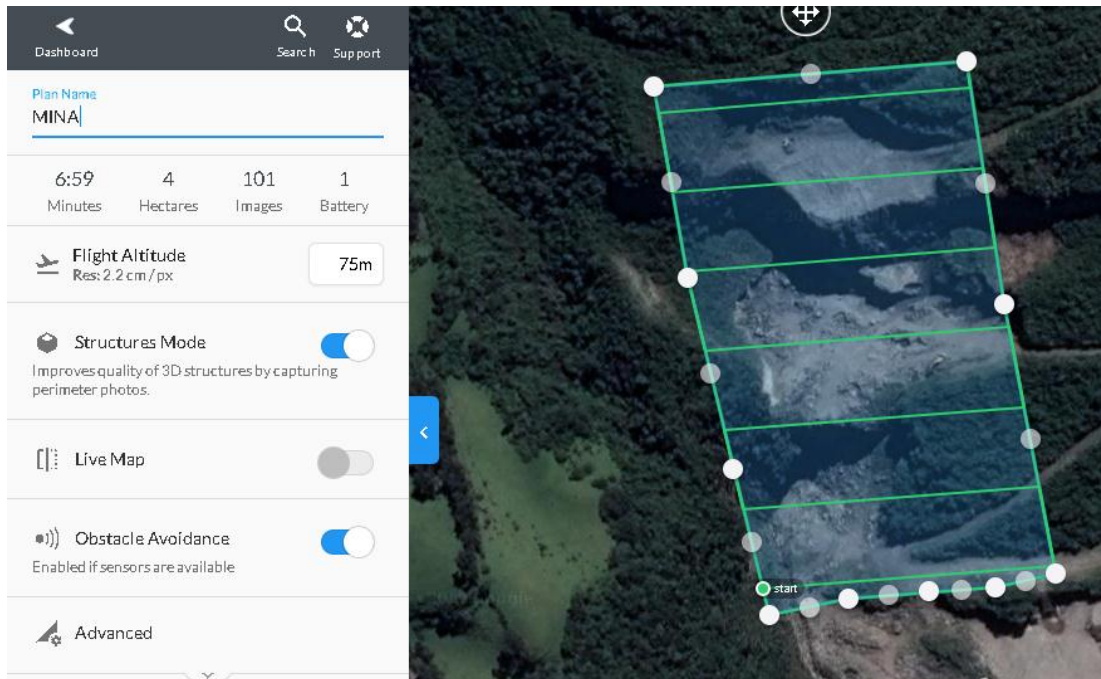 Dashboard
Search
Support
Plan Name
MINA
6:59
4
101
1
Minutes
Hectares
Images
Battery
Flight Altitude
Res: 2.2 cm/px
75m
Structures Mode
Improves quality of 3D structures by capturing
perimeter photos.
Live Map
Obstacle Avoidance
Enabled if sensors are available
Advanced
start